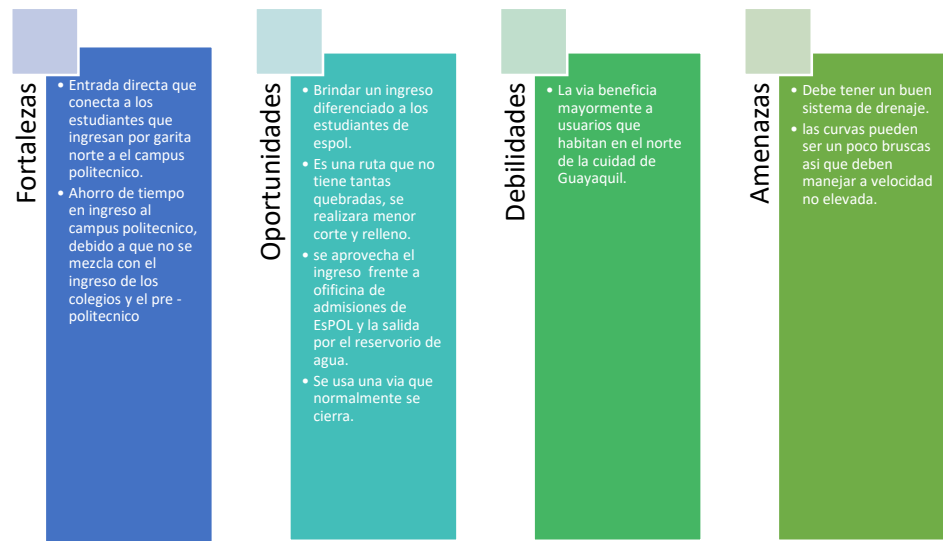 Fortalezas
• Entrada directa que
conecta a los
estudiantes que
ingresan por garita
norte a el campus
politecnico.
• Ahorro de tiempo
en ingreso al
campus politecnico,
debido a que no se
mezcla con el
ingreso de los
colegios y el pre -
politecnico
Oportunidades
• Brindar un ingreso
diferenciado a los
estudiantes de
espol.
• Es una ruta que no
tiene tantas
quebradas, se
realizara menor
corte y relleno.
• se aprovecha el
ingreso frente a
ofificina de
admisiones de
EsPOL y la salida
por el reservorio de
agua.
• Se usa una via que
normalmente se
cierra.
Debilidades
• La via beneficia
mayormente a
usuarios que
habitan en el norte
de la cuidad de
Guayaquil.
Amenazas
• Debe tener un buen
sistema de drenaje.
• las curvas pueden
ser un poco bruscas
asi que deben
manejar a velocidad
no elevada.